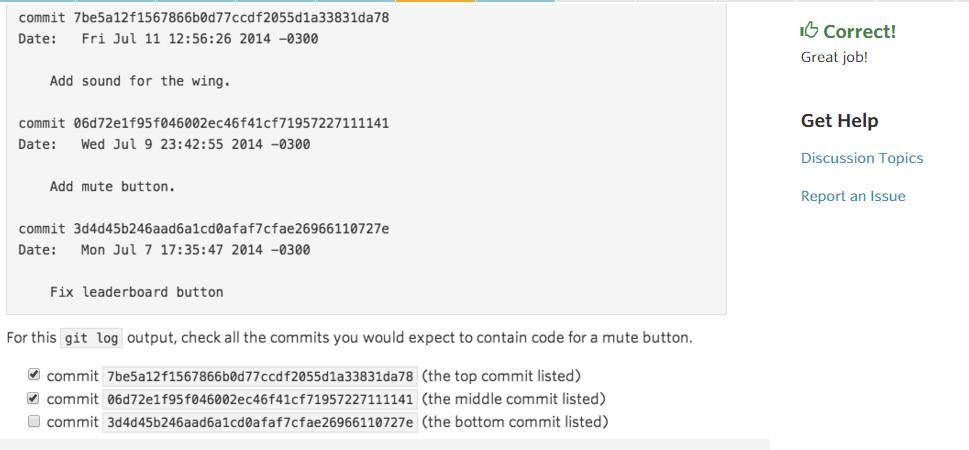 commit 7be5a12f1567866b0d77ccdf2055d1a33831da78
Date:   Fri Jul 11 12:56:26 2014 -0300
Add sound for the wing.
commit 06d72e1f95f046002ec46f41cf71957227111141
Date:   Wed Jul 9 23:42:55 2014 -0300
Add mute button.
commit 3d4d45b246aad6a1cd0afaf7cfae26966110727e
Date:   Mon Jul 7 17:35:47 2014 -0300
Fix leaderboard button
For this git log output, check all the commits you would expect to contain code for a mute button.
commit 7be5a12f1567866b0d77ccdf2055d1a33831da78 (the top commit listed)
commit 06d72e1f95f046002ec46f41cf71957227111141 (the middle commit listed)
commit 3d4d45b246aad6a1cd0afaf7cfae26966110727e (the bottom commit listed)
Correct!
Great job!
Get Help
Discussion Topics
Report an Issue